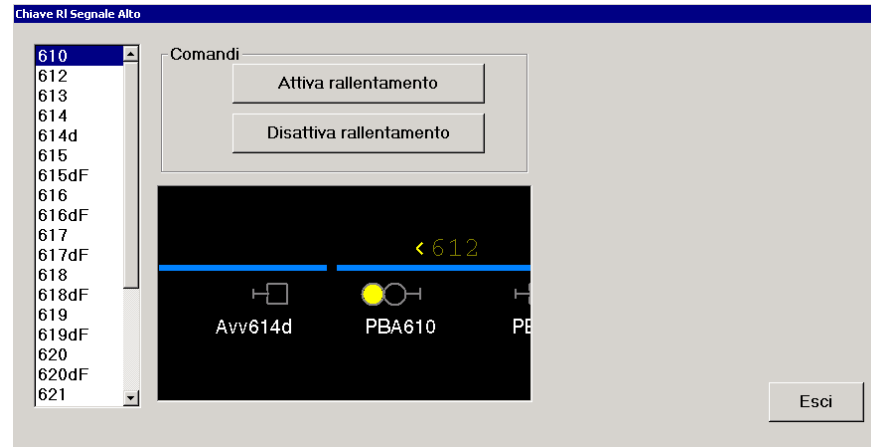 Chiave Rl Segnale Alto
610
612
613
614
614d
615
615dF
616
616dF
617
617dF
618
618dF
619
619dF
620
620dF
621
Comandi
Attiva rallentamento
Disattiva rallentamento
<612
Avv614d PBA610
Esci